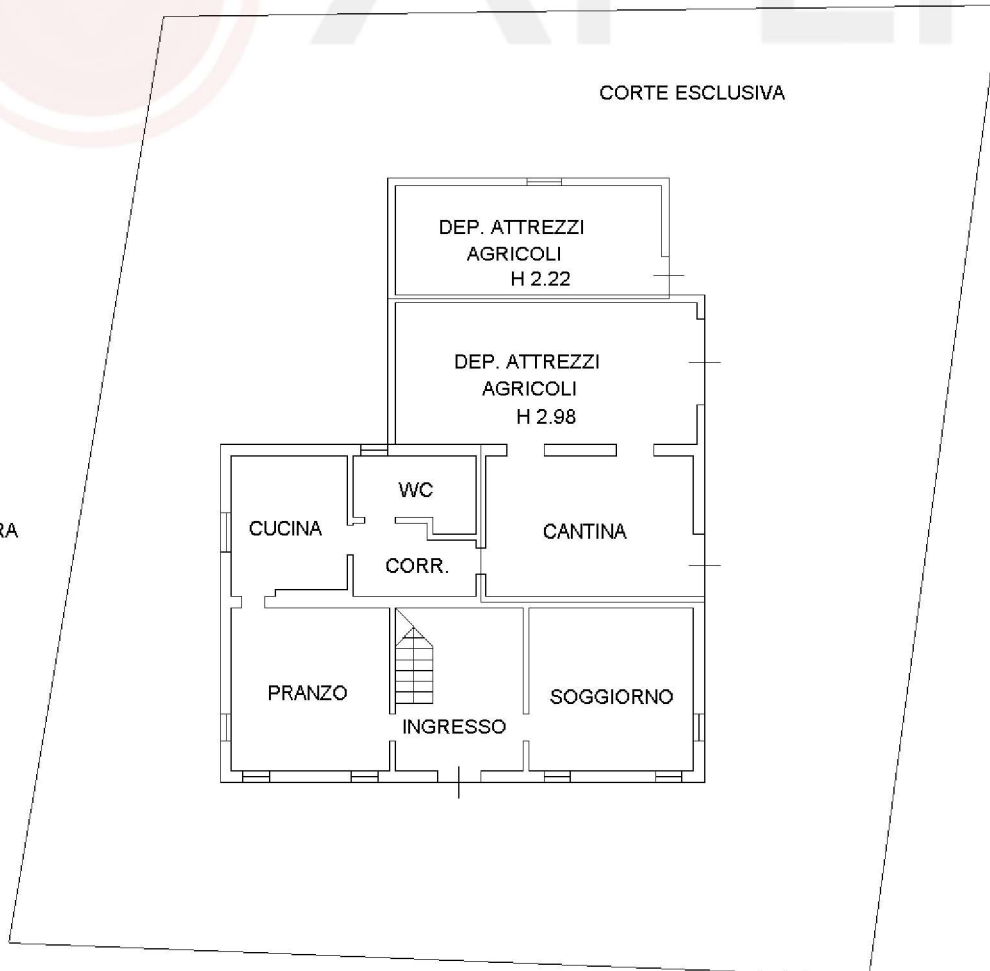 CORTE ESCLUSIVA
DEP. ATTREZZI
AGRICOLI
H 2.22
DEP. ATTREZZI
AGRICOLI
H 2.98
WC
CUCINA
CANTINA
CORR.
PRANZO
SOGGIORNO
INGRESSO